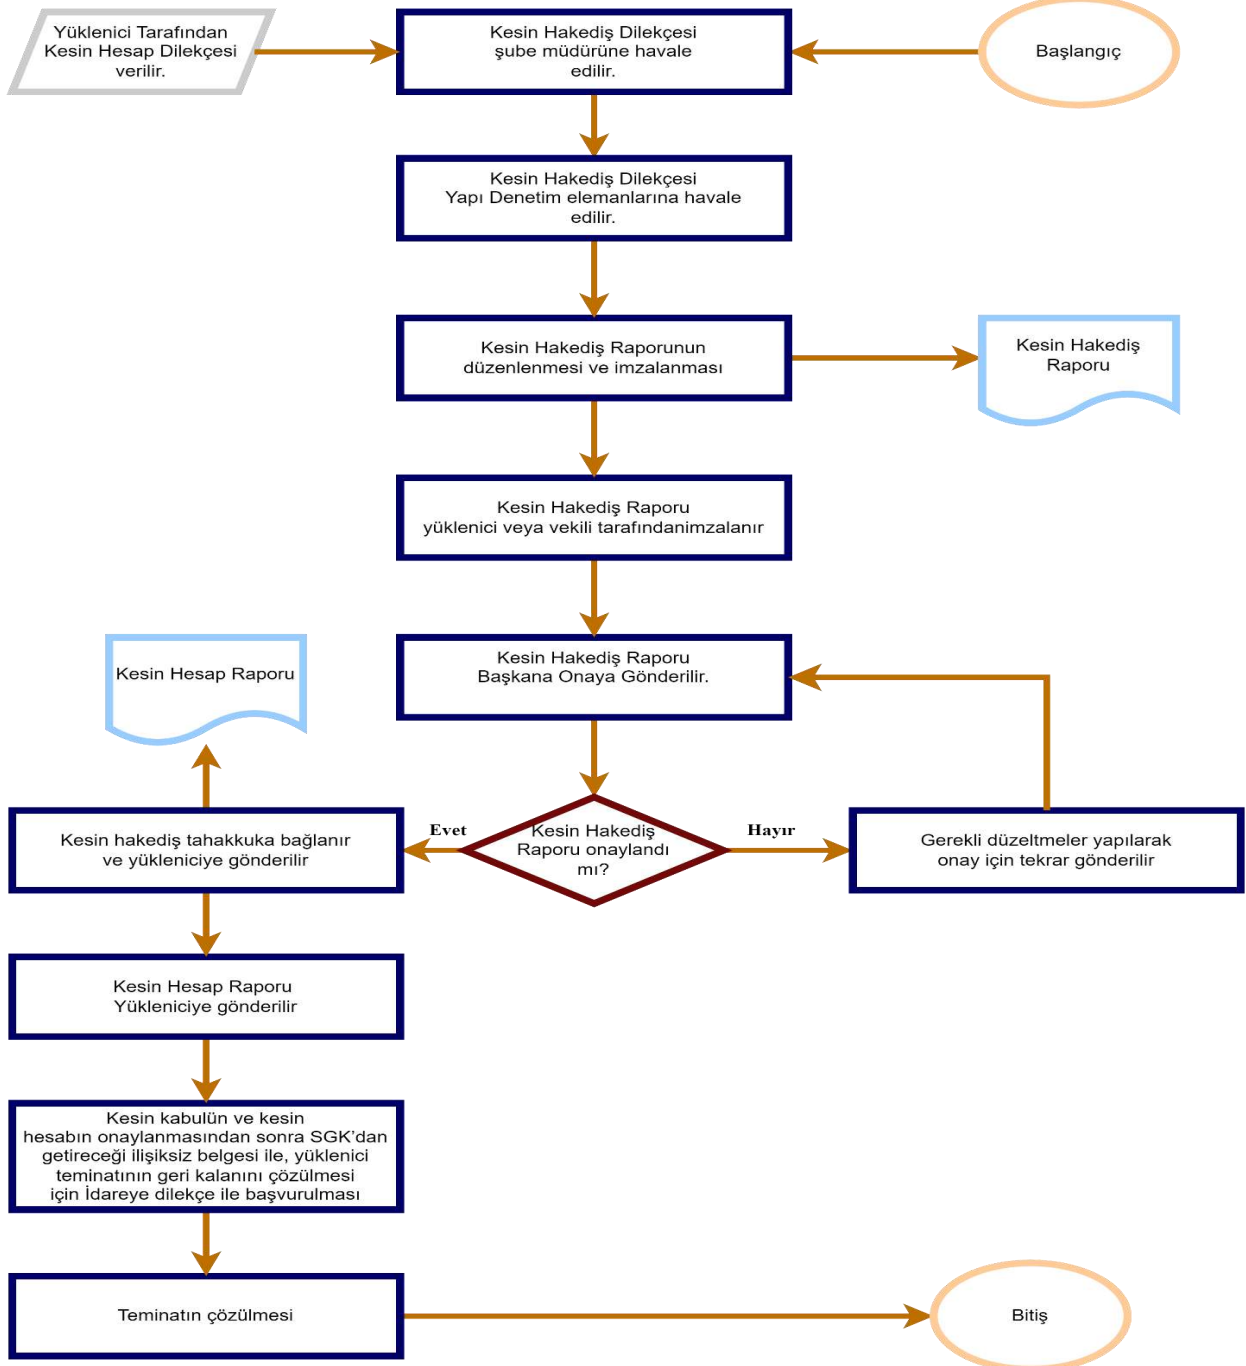 Yüklenici Tarafından
Kesin Hesap Dilekçesi
verilir.
Kesin Hakediş Dilekçesi
şube müdürüne havale
edilir.
Başlangıç
Kesin Hakediş Dilekçesi
Yapı Denetim elemanlarına havale
edilir.
Kesin Hakediş Raporunun
düzenlenmesi ve imzalanması
Kesin Hakediş
Raporu
Kesin Hakediş Raporu
yüklenici veya vekili tarafındanimzalanır
Kesin Hesap Raporu
Kesin Hakediş Raporu
Başkana Onaya Gönderilir.
Kesin hakediş tahakkuka bağlanır
ve yükleniciye gönderilir
Evet
Kesin Hakediş
Raporu onaylandı
mı?
Hayır
Gerekli düzeltmeler yapılarak
onay için tekrar gönderilir
Kesin Hesap Raporu
Yükleniciye gönderilir
Kesin kabulün ve kesin
hesabın onaylanmasından sonra SGK'dan
getireceği ilişiksiz belgesi ile, yüklenici
teminatının geri kalanını çözülmesi
için İdareye dilekçe ile başvurulması
Teminatın çözülmesi
Bitiş